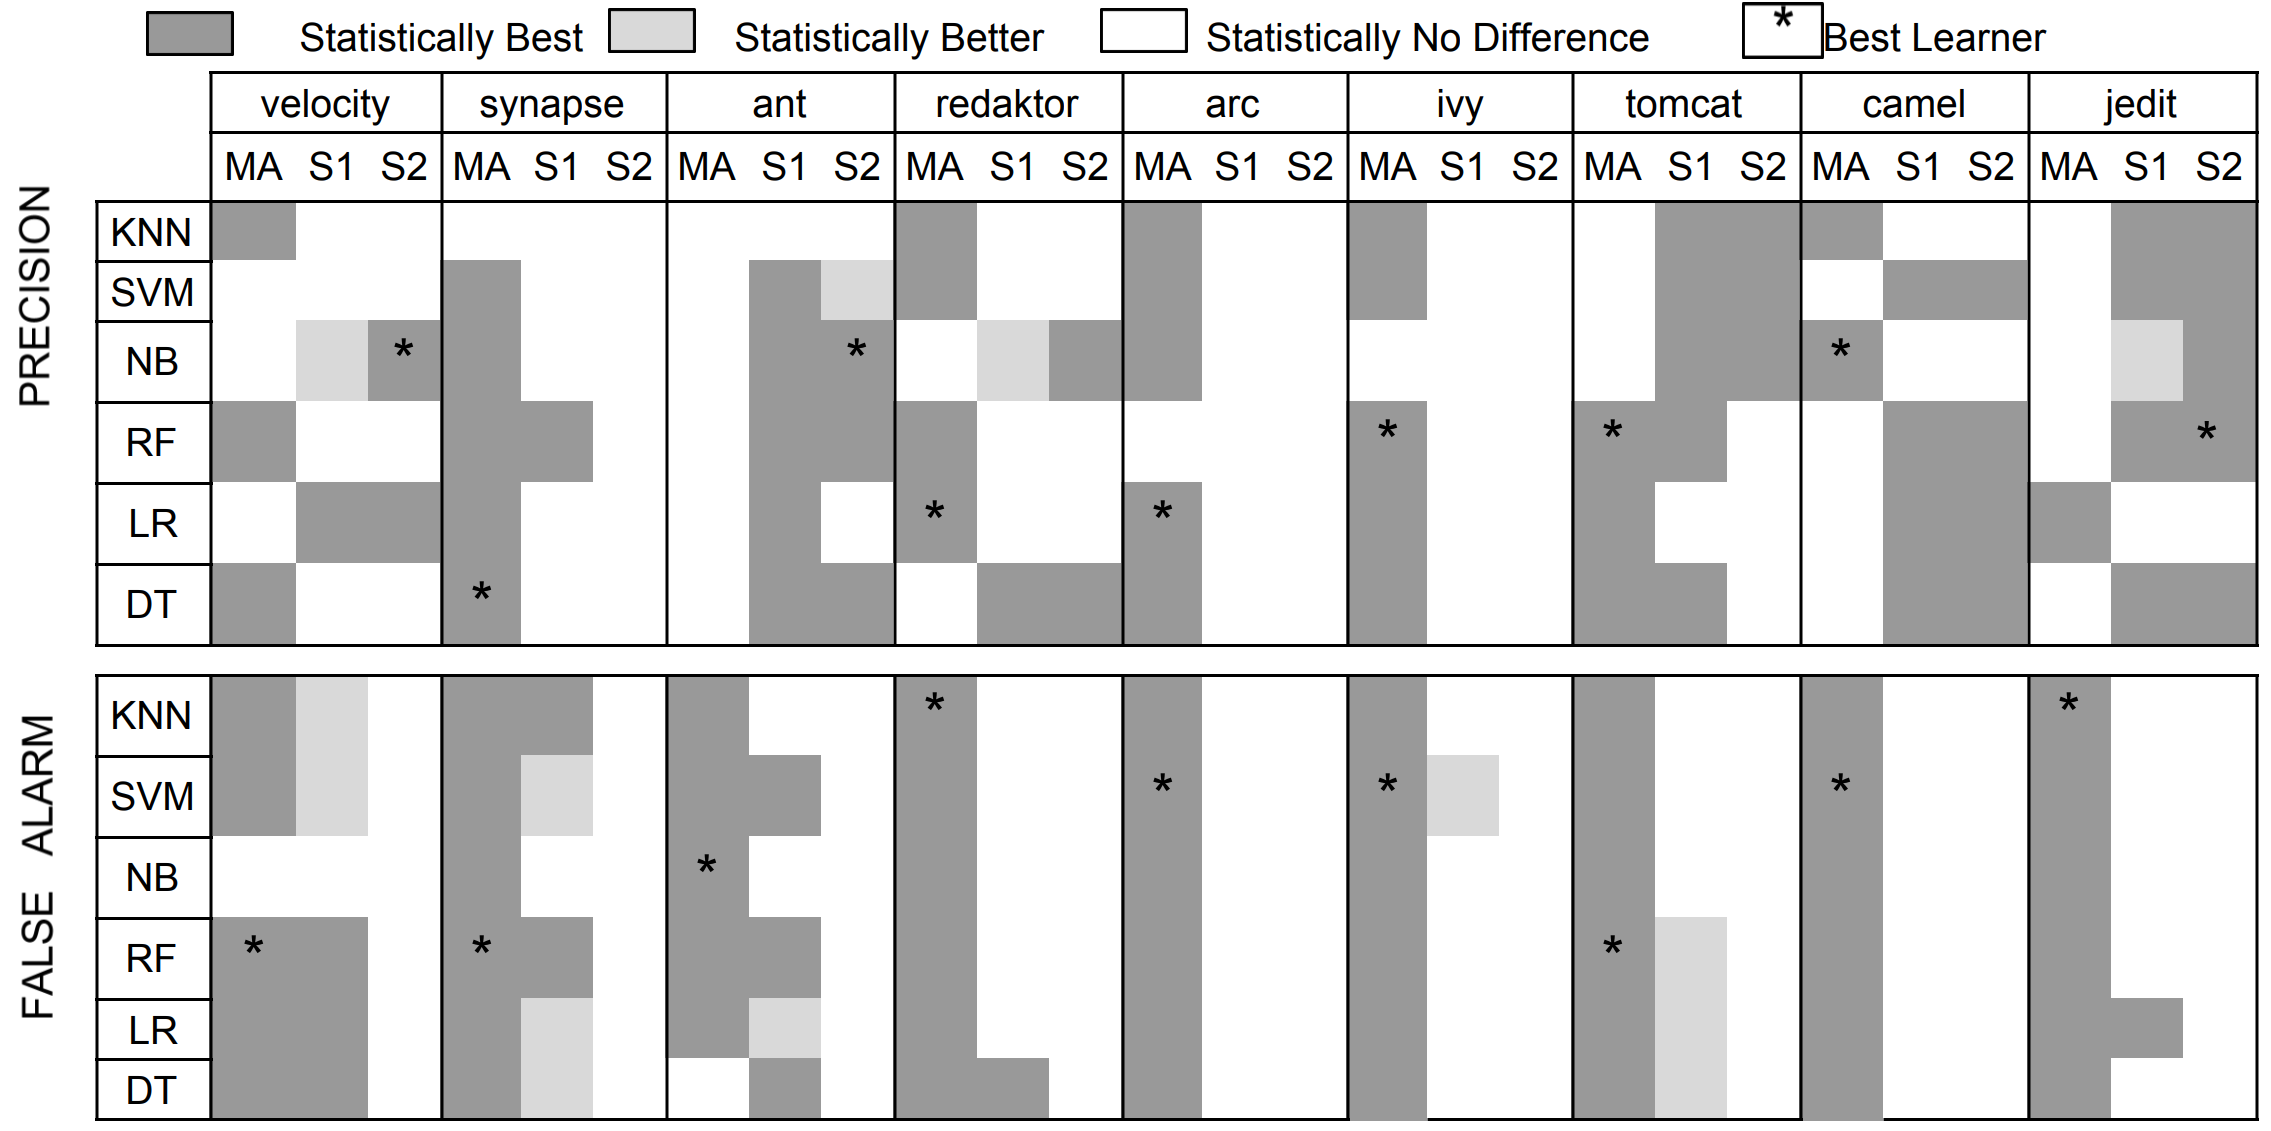 Statistically Best Statistically Better Statistically No Difference * Best Learner
velocity synapse ant redaktor arc ivy tomcat camel jedit
MA S1 S2 MA S1 S2 MA S1 S2 MA S1 S2 MA S1 S2 MA S1 S2 MA S1 S2 MA S1 S2 MA S1 S2
PRECISION
KNN
SVM
NB * * *
RF * * *
LR * *
DT *
FALSE ALARM
KNN * *
SVM * * *
NB *
RF * * *
LR
DT